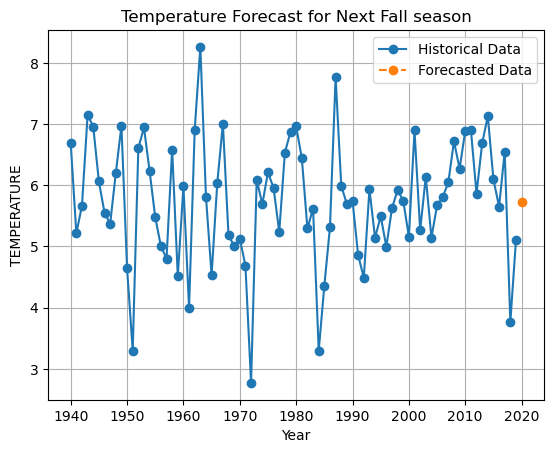 Temperature Forecast for Next Fall season
Historical Data
Forecasted Data
TEMPERATURE
8
7
6
5
4
3
1940 1950 1960 1970 1980 1990 2000 2010 2020
Year